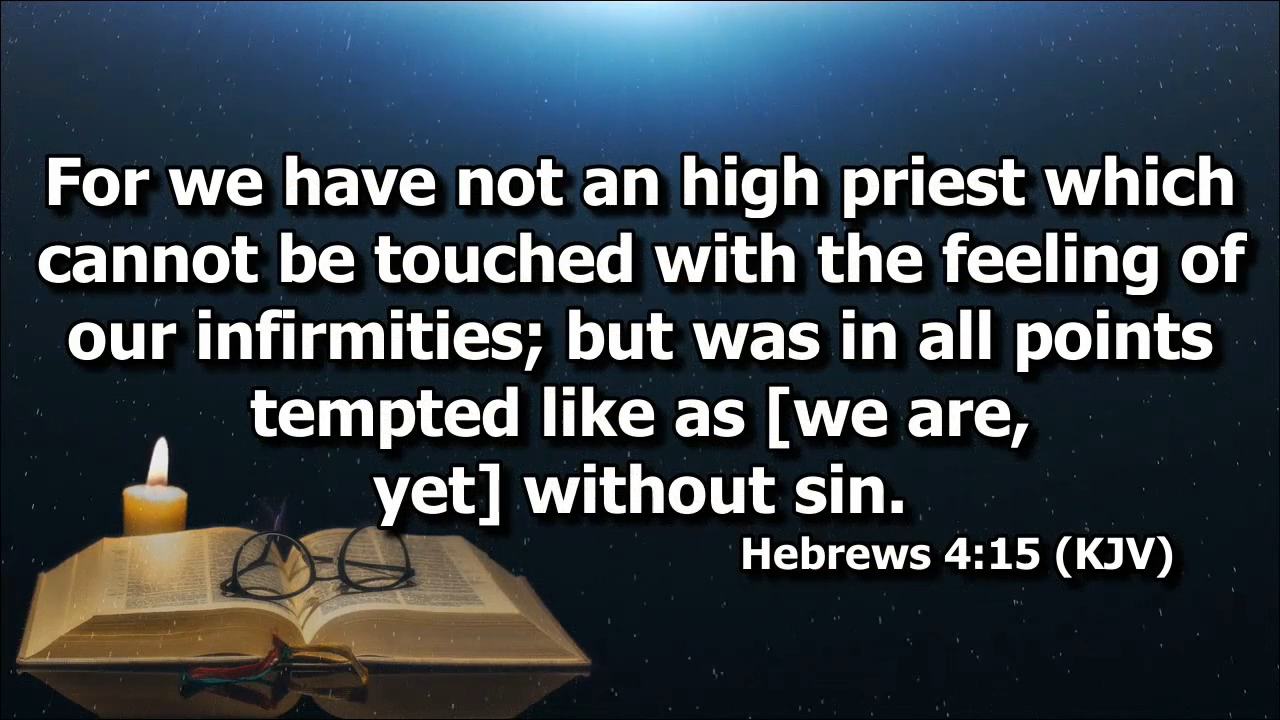 For we have not an high priest which
cannot be touched with the feeling of
our infirmities; but was in all points
tempted like as [we are,
yet] without sin.
Hebrews 4:15 (KJV)